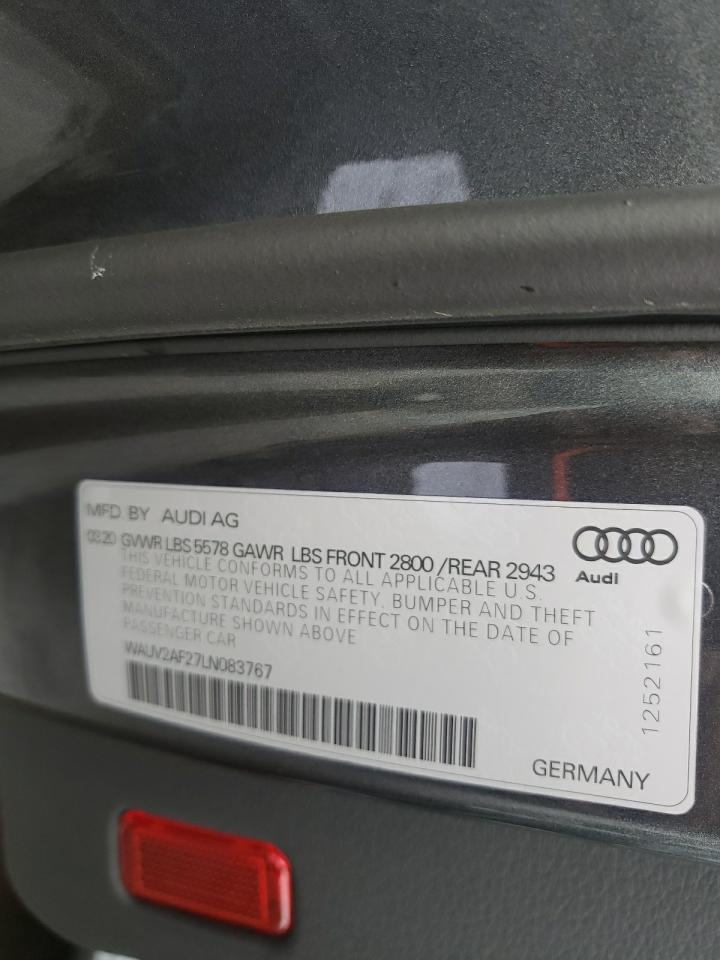 MFD. BY AUDI AG
03.20 GVWR LBS 5578 GAWR LBS FRONT 2800 / REAR 2943
THIS VEHICLE CONFORMS TO ALL APPLICABLE U.S.
FEDERAL MOTOR VEHICLE SAFETY. BUMPER AND THEFT
PREVENTION STANDARDS IN EFFECT ON THE DATE OF
MANUFACTURE SHOWN ABOVE
PASSENGER CAR
WAUV2AF27LN083767
Audi
1252161
GERMANY